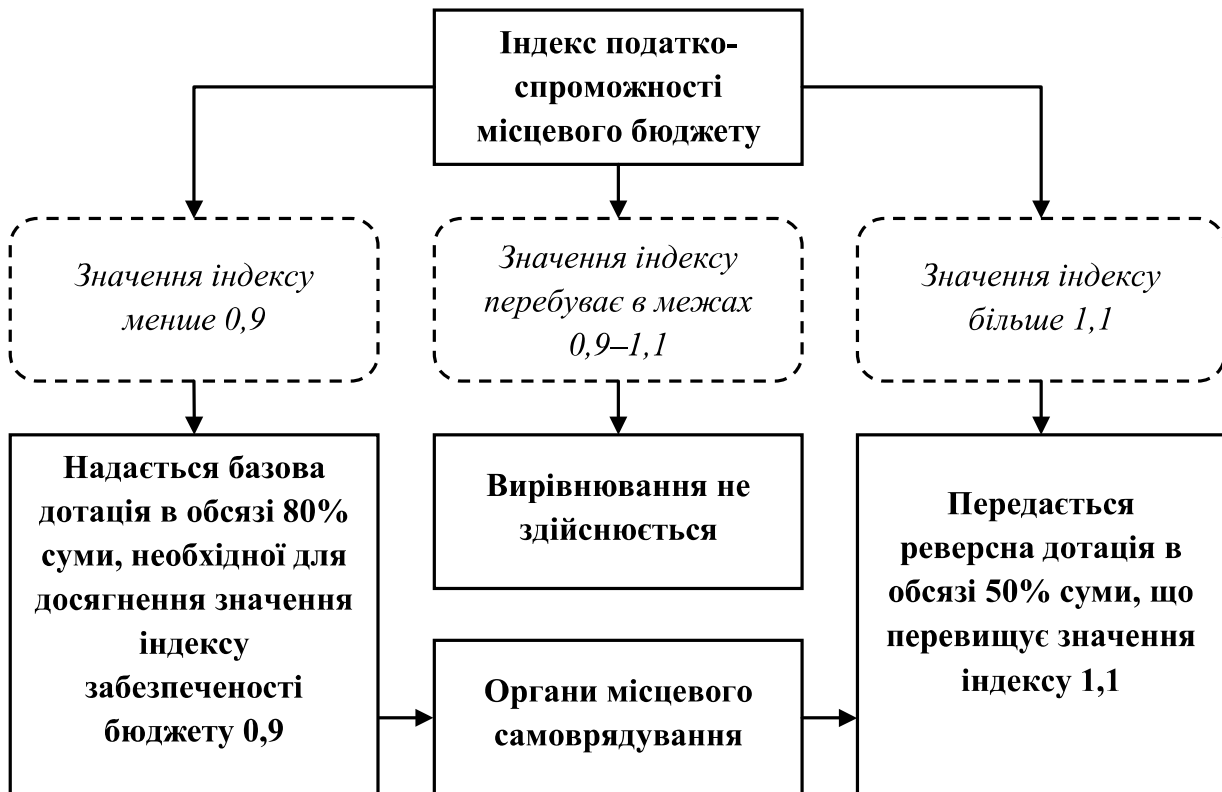 Індекс податко-
спроможності
місцевого бюджету
Значення індексу
менше 0,9
Значення індексу
перебуває в межах
0,9–1,1
Значення індексу
більше 1,1
Надається базова
дотація в обсязі 80%
суми, необхідної для
досягнення значення
індексу
забезпеченості
бюджету 0,9
Вирівнювання не
здійснюється
Передається
реверсна дотація в
обсязі 50% суми, що
перевищує значення
індексу 1,1
Органи місцевого
самоврядування